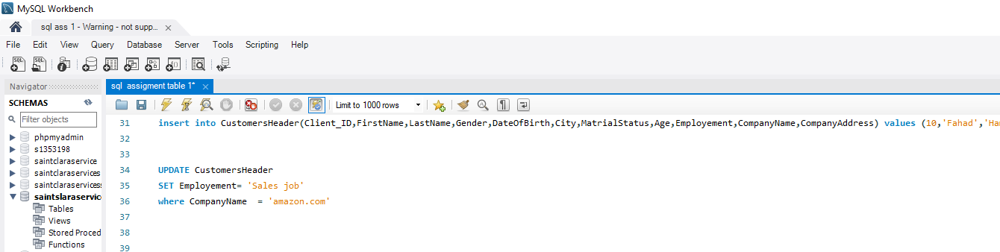 MySQL Workbench
sql ass 1 - Warning - not supp...
File Edit View Query Database Server Tools Scripting Help
Navigator
sql assigment table 1*
SCHEMAS
Limit to 1000 rows
Filter objects
phpmyadmin
s1353198
saintclaraservice
saintclaraservices
saintclaraservices
saintslaraservic
Tables
Views
Stored Proced
Functions
31 insert into CustomersHeader(Client_ID,FirstName,LastName,Gender,DateOfBirth,City,MatrialStatus,Age,Employement,CompanyName,CompanyAddress) values (10,'Fahad','Ha
32
33
34 UPDATE CustomersHeader
35 SET Employement= 'Sales job'
36 where CompanyName = 'amazon.com'
37
38
39